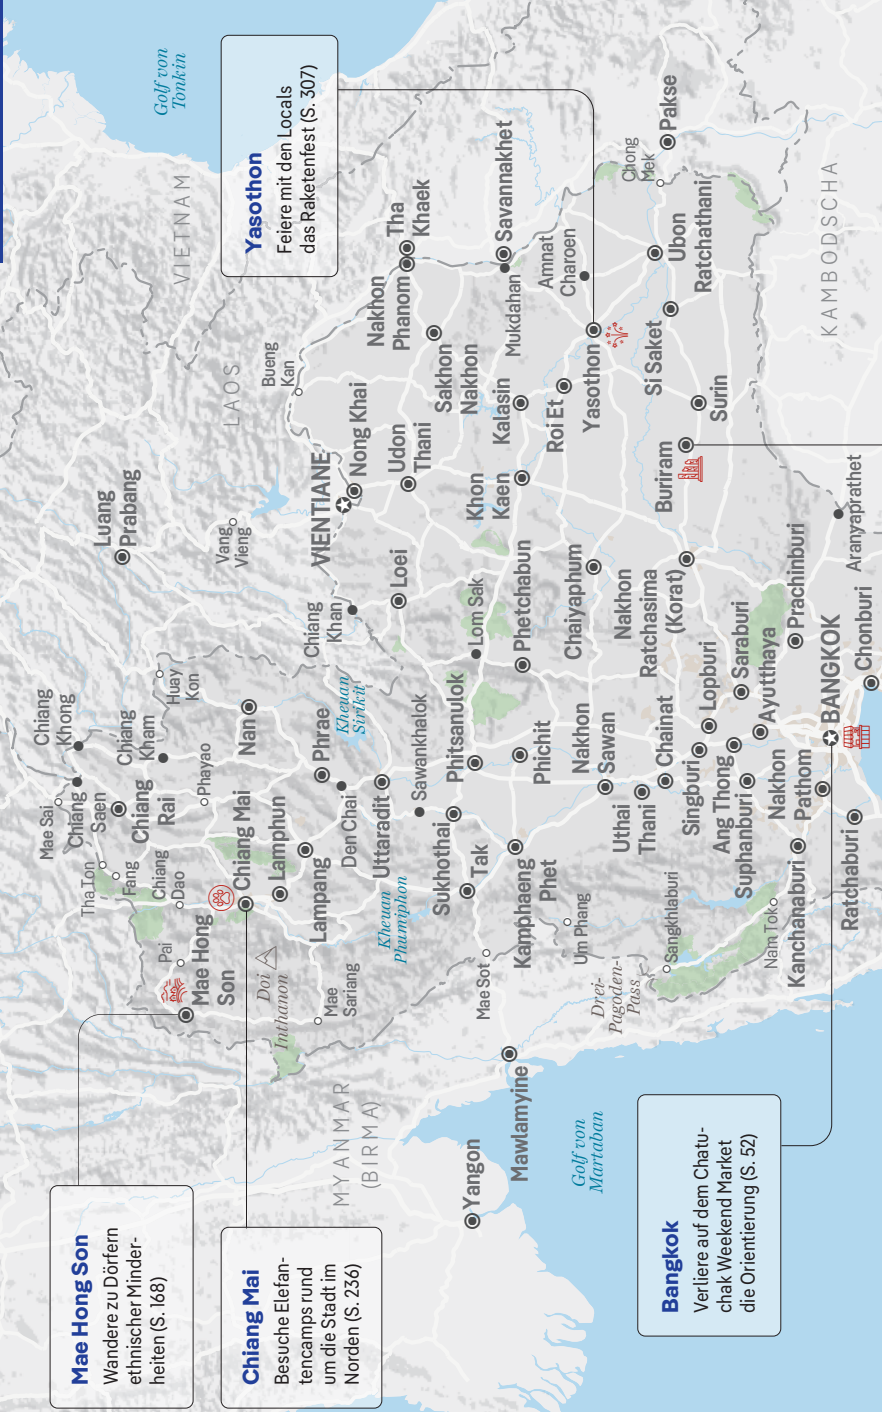 Mae Hong Son
Wandere zu Dörfern
ethnischer Minder-
heiten (S. 168)
Chiang Mai
Besuche Elefan-
tencamps rund
um die Stadt im
Norden (S. 236)
Yasothon
Feiere mit den Locals
das Raketenfest (S. 307)
Bangkok
Verliere auf dem Chatu-
chak Weekend Market
die Orientierung (S. 52)
Golf von
Tonkin
VIETNAM
LAOS
KAMBODSCHA
MYANMAR
(BIRMA)
Golf von
Martaban
Luang
Prabang
Vang
Vieng
VIENTIANE
Nong Khai
Bueng
Kan
Nakhon
Phanom
Tha
Khaek
Savannakhet
Mukdahan
Amnat
Charoen
Chong
Mek
Pakse
Ubon
Ratchathani
Si Saket
Surin
Buriram
Yasothon
Roi Et
Kalasin
Sakhon
Nakhon
Udon
Thani
Khon
Kaen
Loei
Chiang
Khan
Lom Sak
Phetchabun
Chaiyaphum
Nakhon
Ratchasima
(Korat)
Aranyaprathet
Prachinburi
Chonburi
BANGKOK
Saraburi
Lopburi
Ayutthaya
Ang Thong
Singburi
Suphanburi
Nakhon
Pathom
Ratchaburi
Kanchanaburi
Nam Tok
Sangkhlaburi
Drei-
Pagoden-
Pass
Chainat
Uthai
Thani
Nakhon
Sawan
Phichit
Phitsanulok
Sawankhalok
Sukhothai
Tak
Kamphaeng
Phet
Um Phang
Mae Sot
Mawlamyine
Yangon
Kheuan
Sirikit
Kheuan
Phumiphon
Uttaradit
Den Chai
Phrae
Nan
Huay
Kon
Chiang
Khong
Chiang
Kham
Phayao
Mae Sai
Chiang
Saen
Chiang
Rai
Tha Ton
Fang
Chiang
Dao
Chiang Mai
Lamphun
Lampang
Pai
Mae Hong
Son
Doi
Inthanon
Mae
Sariang